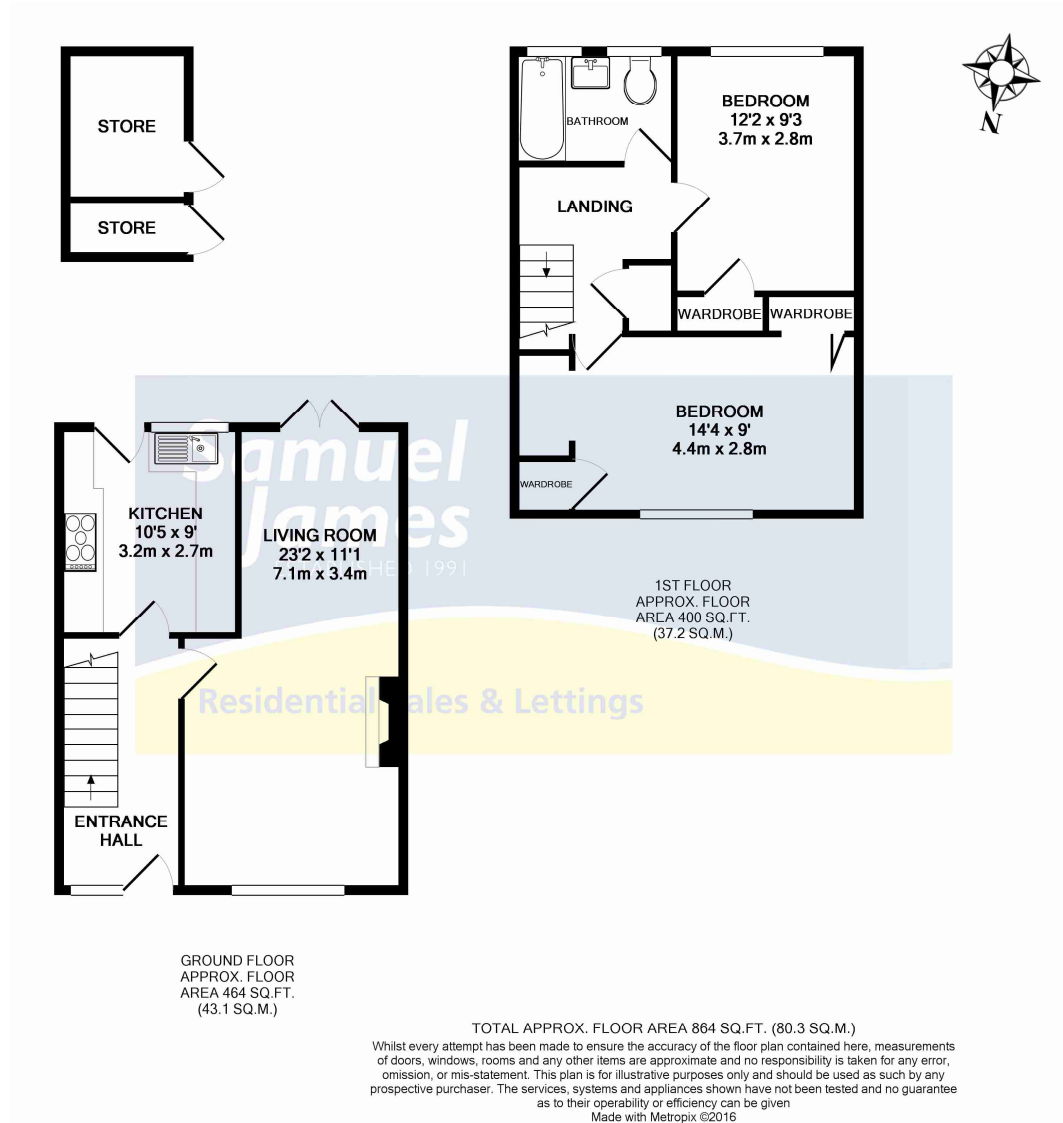 STORE
STORE
BATHROOM
BEDROOM
12'2 x 9'3
3.7m x 2.8m
N
LANDING
WARDROBE
WARDROBE
BEDROOM
14'4 x 9'
4.4m x 2.8m
WARDROBE
Samuel
James
ESTABLISHED 1991
KITCHEN
10'5 x 9'
3.2m x 2.7m
LIVING ROOM
23'2 x 11'1
7.1m x 3.4m
1ST FLOOR
APPROX. FLOOR
AREA 400 SQ.FT.
(37.2 SQ.M.)
Residential Sales & Lettings
ENTRANCE
HALL
GROUND FLOOR
APPROX. FLOOR
AREA 464 SQ.FT.
(43.1 SQ.M.)
TOTAL APPROX. FLOOR AREA 864 SQ.FT. (80.3 SQ.M.)
Whilst every attempt has been made to ensure the accuracy of the floor plan contained here, measurements
of doors, windows, rooms and any other items are approximate and no responsibility is taken for any error,
omission, or mis-statement. This plan is for illustrative purposes only and should be used as such by any
prospective purchaser. The services, systems and appliances shown have not been tested and no guarantee
as to their operability or efficiency can be given
Made with Metropix ©2016